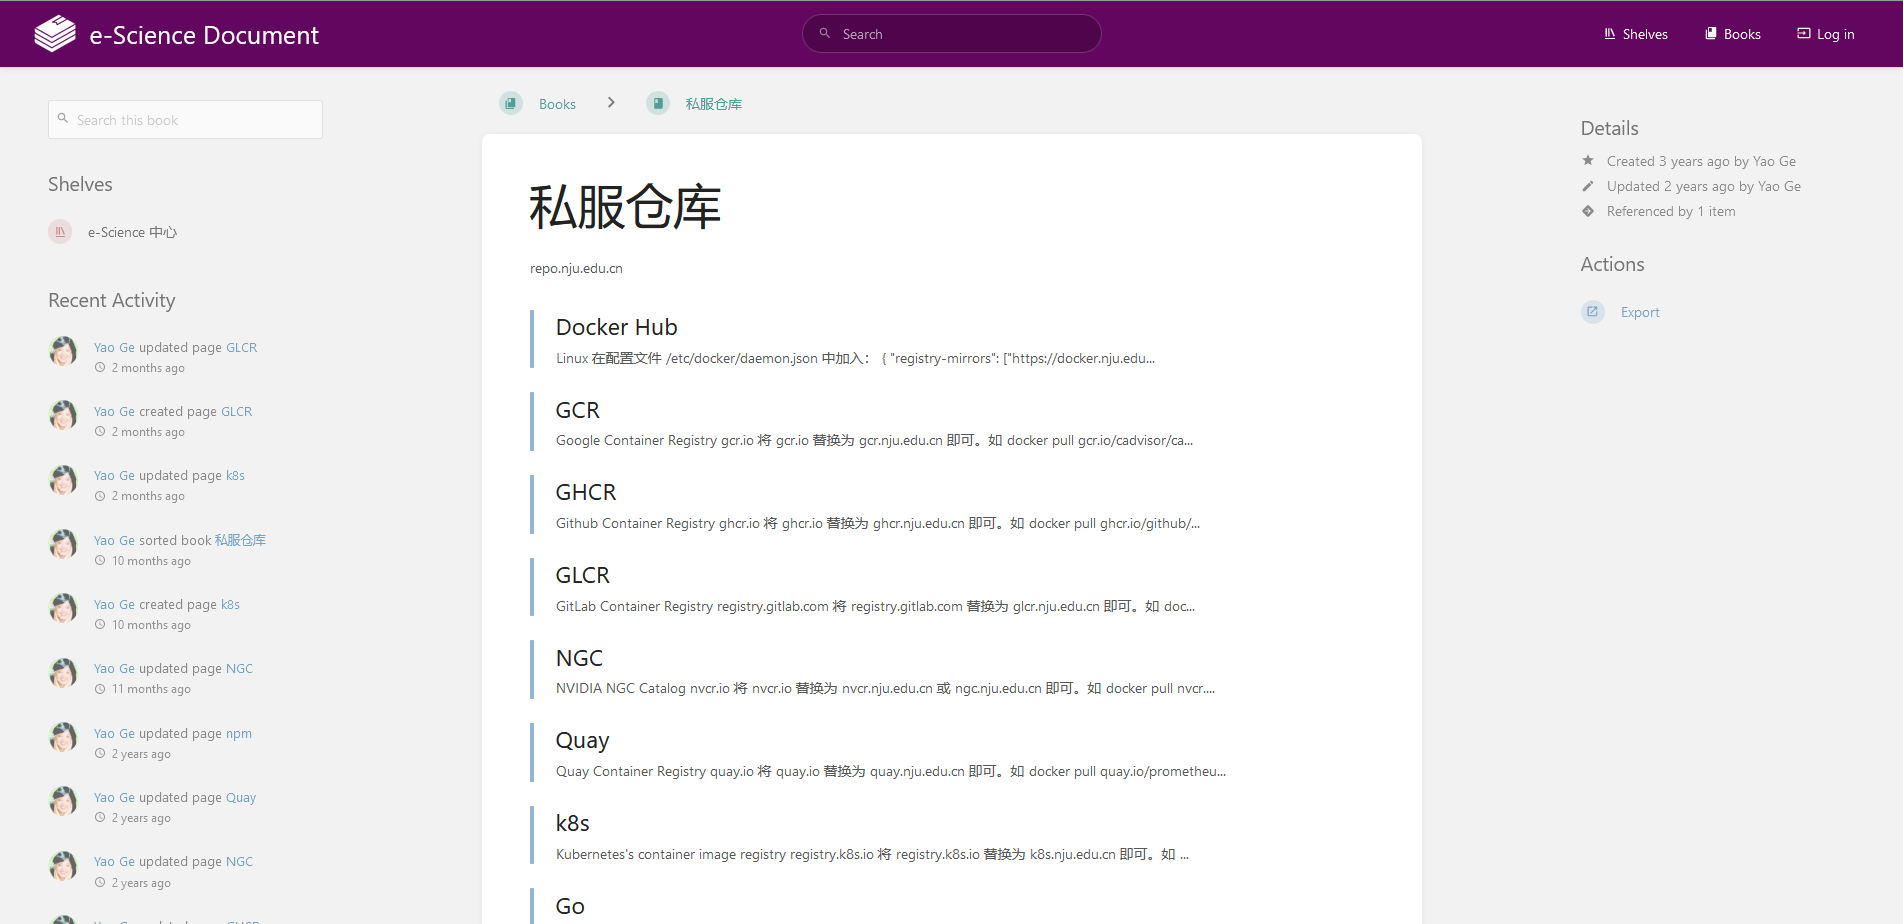 e-Science Document
Search
Shelves
Books
Log in
Search this book
Shelves
e-Science 中心
Recent Activity
Yao Ge updated page GLCR
2 months ago
Yao Ge created page GLCR
2 months ago
Yao Ge updated page k8s
2 months ago
Yao Ge sorted book 私服仓库
10 months ago
Yao Ge created page k8s
10 months ago
Yao Ge updated page NGC
11 months ago
Yao Ge updated page npm
2 years ago
Yao Ge updated page Quay
2 years ago
Yao Ge updated page NGC
2 years ago
Books
私服仓库
私服仓库
repo.nju.edu.cn
Docker Hub
Linux 在配置文件 /etc/docker/daemon.json 中加入： { "registry-mirrors": ["https://docker.nju.edu...
GCR
Google Container Registry gcr.io 将 gcr.io 替换为 gcr.nju.edu.cn 即可。如 docker pull gcr.io/cadvisor/ca...
GHCR
Github Container Registry ghcr.io 将 ghcr.io 替换为 ghcr.nju.edu.cn 即可。如 docker pull ghcr.io/github/...
GLCR
GitLab Container Registry registry.gitlab.com 将 registry.gitlab.com 替换为 glcr.nju.edu.cn 即可。如 doc...
NGC
NVIDIA NGC Catalog nvcr.io 将 nvcr.io 替换为 nvcr.nju.edu.cn 或 ngc.nju.edu.cn 即可。如 docker pull nvcr....
Quay
Quay Container Registry quay.io 将 quay.io 替换为 quay.nju.edu.cn 即可。如 docker pull quay.io/prometheu...
k8s
Kubernetes's container image registry registry.k8s.io 将 registry.k8s.io 替换为 k8s.nju.edu.cn 即可。如 ...
Go
Details
Created 3 years ago by Yao Ge
Updated 2 years ago by Yao Ge
Referenced by 1 item
Actions
Export